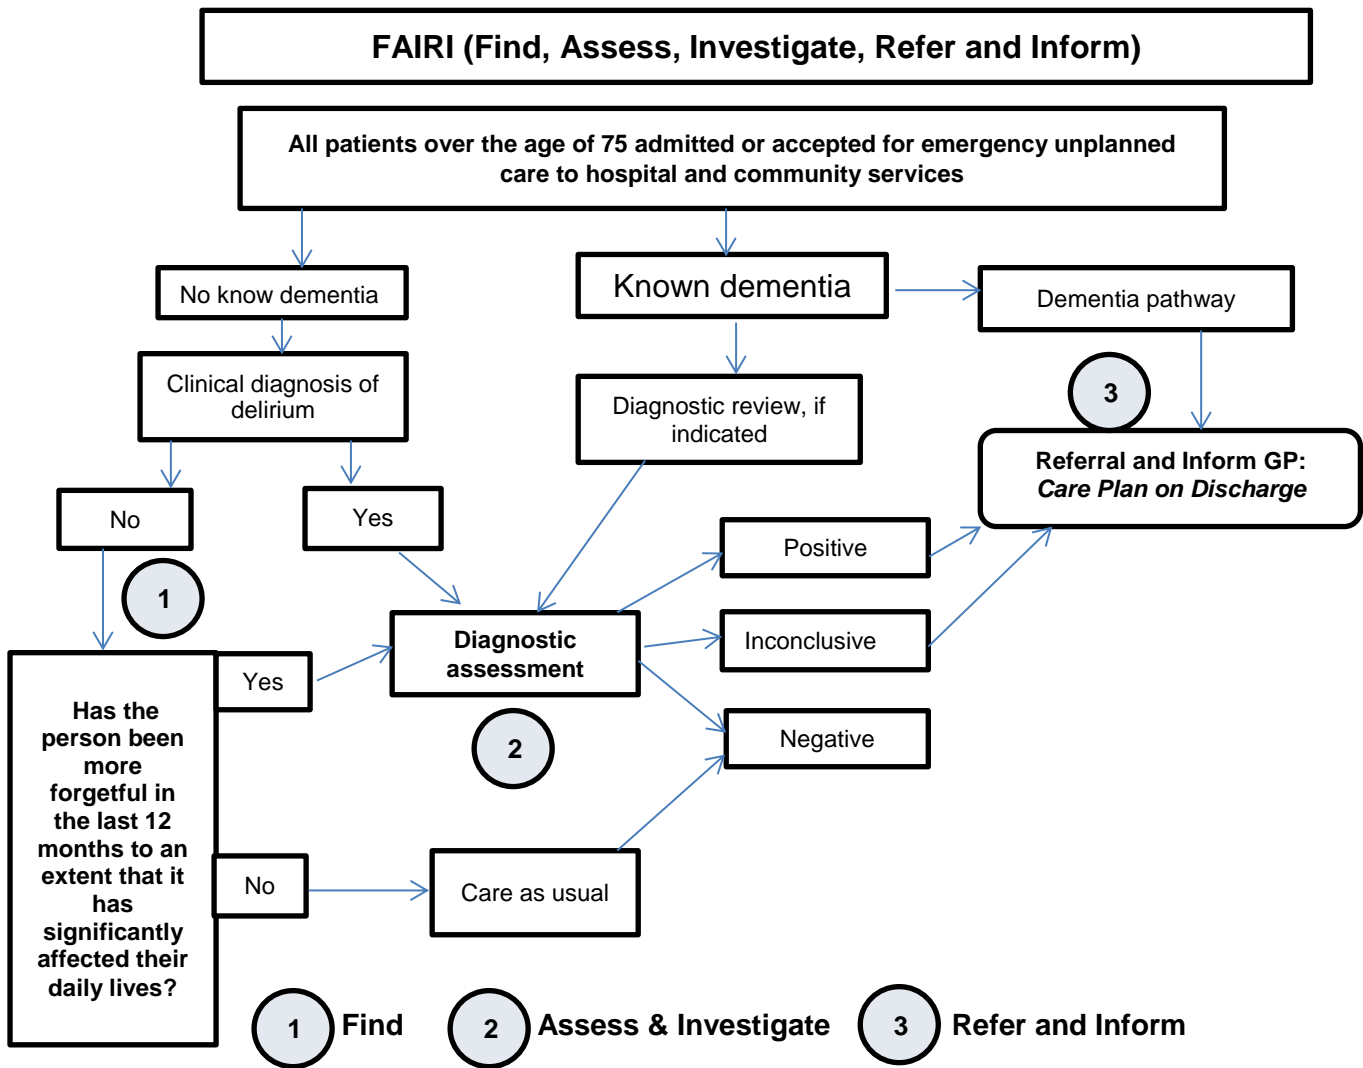 FAIRI (Find, Assess, Investigate, Refer and Inform)
All patients over the age of 75 admitted or accepted for emergency unplanned
care to hospital and community services
No know dementia
Known dementia
Dementia pathway
Clinical diagnosis of
delirium
Diagnostic review, if
indicated
3
Referral and Inform GP:
Care Plan on Discharge
No
Yes
Positive
1
Diagnostic
assessment
Inconclusive
Yes
Has the
person been
more
forgetful in
the last 12
months to an
extent that it
has
significantly
affected their
daily lives?
2
Negative
No
Care as usual
1 Find
2 Assess & Investigate
3 Refer and Inform